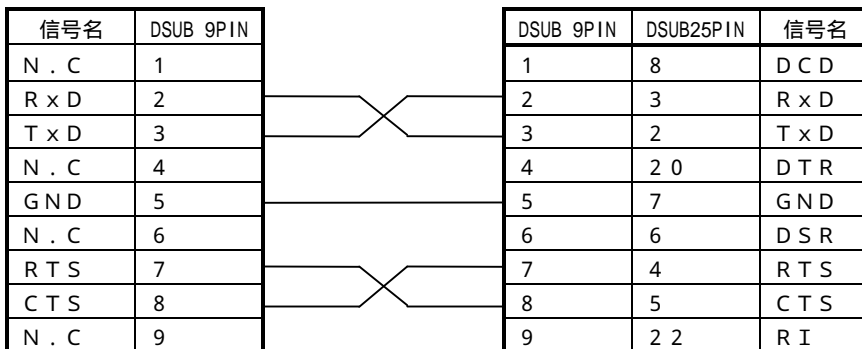 信号名 DSUB 9PIN DSUB 9PIN DSUB25PIN 信号名
N.C 1 1 8 DCD
RxD 2 2 3 RxD
TxD 3 3 2 TxD
N.C 4 4 20 DTR
GND 5 5 7 GND
N.C 6 6 6 DSR
RTS 7 7 4 RTS
CTS 8 8 5 CTS
N.C 9 9 22 RI